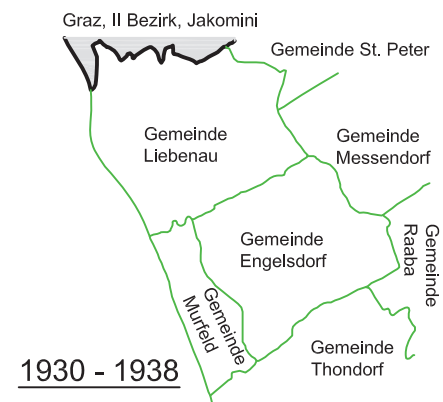 Graz, II Bezirk, Jakomini
Gemeinde St. Peter
Gemeinde
Liebenau
Gemeinde
Messendorf
Gemeinde
Engelsdorf
Gemeinde
Raaba
Gemeinde
Murfeld
Gemeinde
Thondorf
1930 - 1938